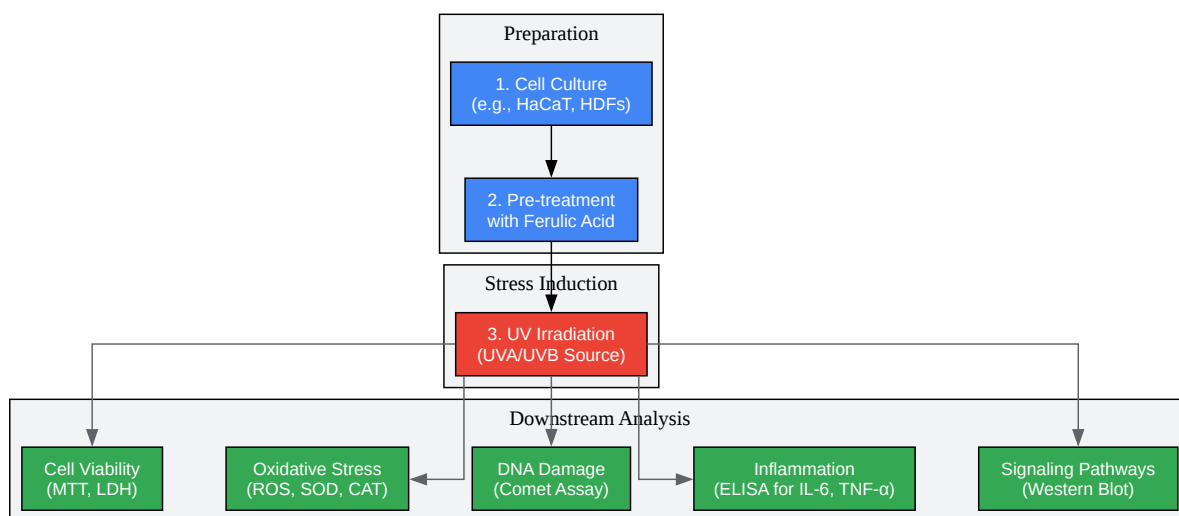 Preparation
1. Cell Culture
(e.g., HaCaT, HDFs)
2. Pre-treatment
with Ferulic Acid
Stress Induction
3. UV Irradiation
(UVA/UVB Source)
Downstream Analysis
Cell Viability
(MTT, LDH)
Oxidative Stress
(ROS, SOD, CAT)
DNA Damage
(Comet Assay)
Inflammation
(ELISA for IL-6, TNF-α)
Signaling Pathways
(Western Blot)